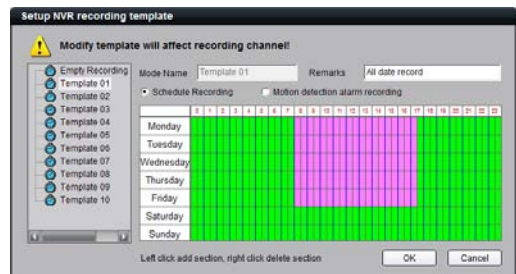 Setup NVR recording template
Modify template will affect recording channel!
Empty Recording
Template 01
Template 02
Template 03
Template 04
Template 05
Template 06
Template 07
Template 08
Template 09
Template 10
Mode Name Template 01 Remarks All date record
Schedule Recording Motion detection alarm recording
0 1 2 3 4 5 6 7 8 9 10 11 12 13 14 15 16 17 18 19 20 21 22 23
Monday
Tuesday
Wednesday
Thursday
Friday
Saturday
Sunday
Left click add section, right click delete section
OK Cancel